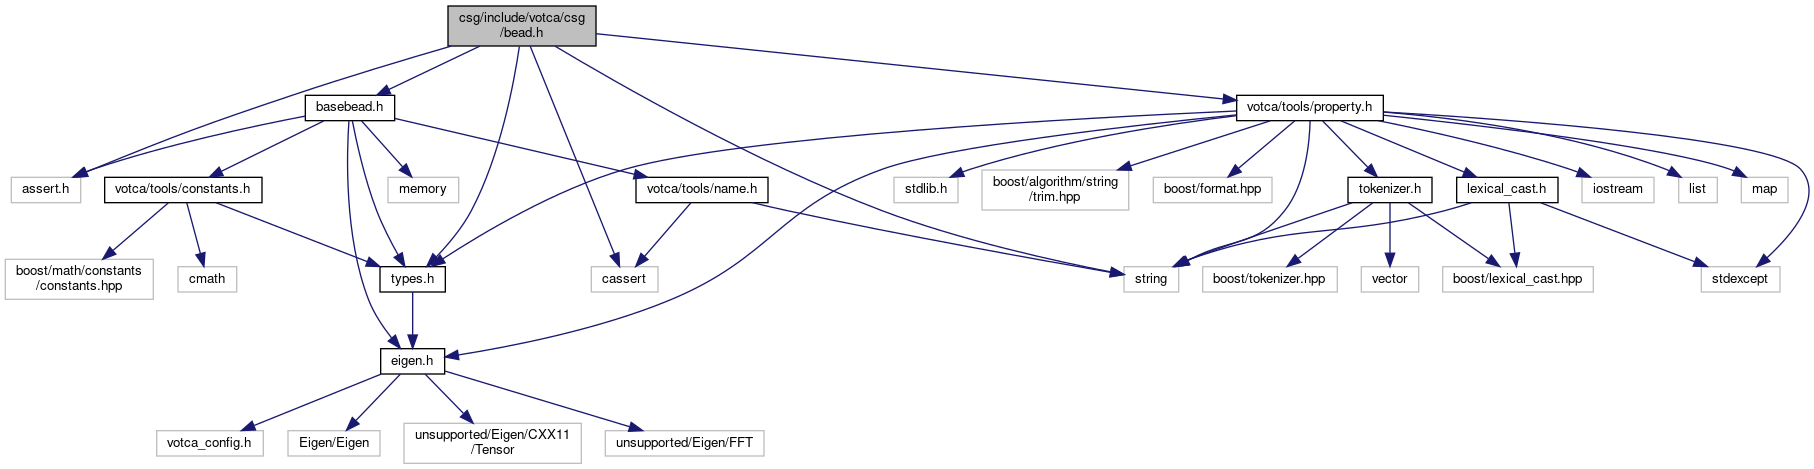 csg/include/votca/csg
/bead.h
basebead.h
votca/tools/property.h
assert.h
votca/tools/constants.h
memory
votca/tools/name.h
stdlib.h
boost/algorithm/string
/trim.hpp
boost/format.hpp
tokenizer.h
lexical_cast.h
iostream
list
map
boost/math/constants
/constants.hpp
cmath
types.h
cassert
string
boost/tokenizer.hpp
vector
boost/lexical_cast.hpp
stdexcept
eigen.h
votca_config.h
Eigen/Eigen
unsupported/Eigen/CXX11
/Tensor
unsupported/Eigen/FFT